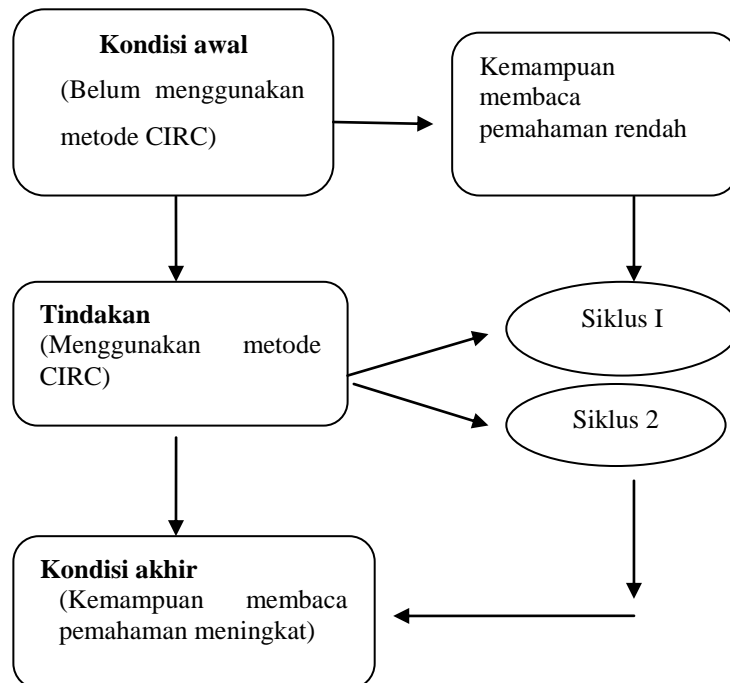 Kondisi awal
(Belum menggunakan
metode CIRC)
Kemampuan
membaca
pemahaman rendah
Tindakan
(Menggunakan metode
CIRC)
Siklus I
Siklus 2
Kondisi akhir
(Kemampuan membaca
pemahaman meningkat)